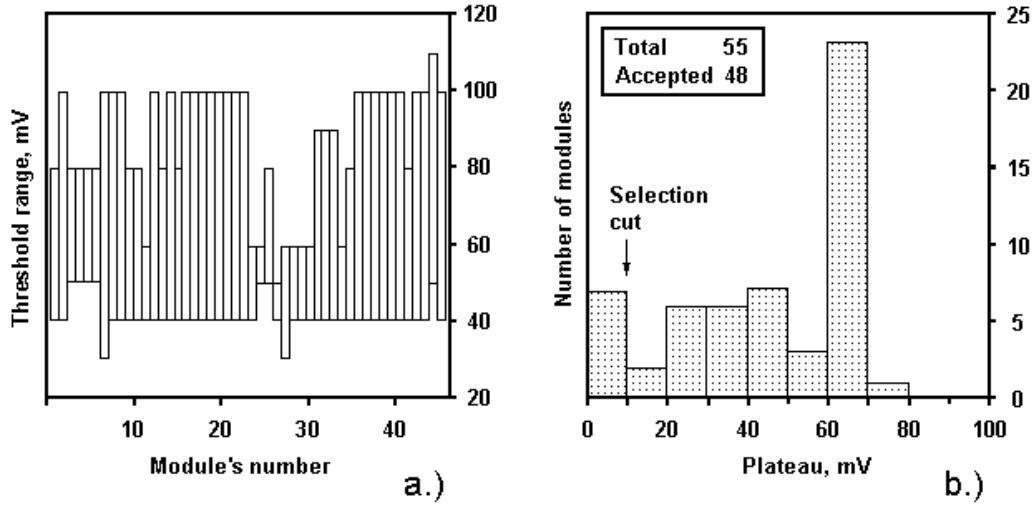 120
100
80
60
40
20
Threshold range, mV
10
20
30
40
Module's number
a.)
Total 55
Accepted 48
Selection
cut
Number of modules
25
20
15
10
5
0
0
20
40
60
80
100
Plateau, mV
b.)